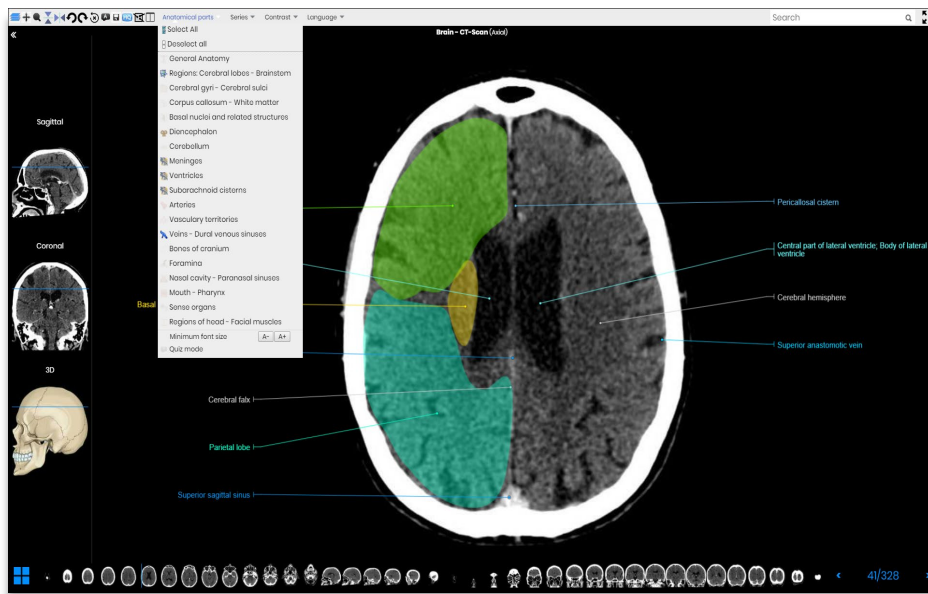 Anatomical parts Series Contrast Language Search
Select All
Deselect all
General Anatomy
Regions: Cerebral lobes - Brainstem
Cerebral gyri - Cerebral sulci
Corpus callosum - White matter
Basal nuclei and related structures
Diencephalon
Cerebellum
Meninges
Ventricles
Subarachnoid cisterns
Arteries
Vasculary territories
Veins - Dural venous sinuses
Bones of cranium
Foramina
Nasal cavity - Paranasal sinuses
Mouth - Pharynx
Sense organs
Regions of head - Facial muscles
Minimum font size A- A+
Quiz mode
Brain - CT-Scan (Axial)
Sagittal
Coronal
3D
Basal
Cerebral falx
Parietal lobe
Superior sagittal sinus
Pericallosal cistern
Central part of lateral ventricle; Body of lateral
ventricle
Cerebral hemisphere
Superior anastomotic vein
41/328